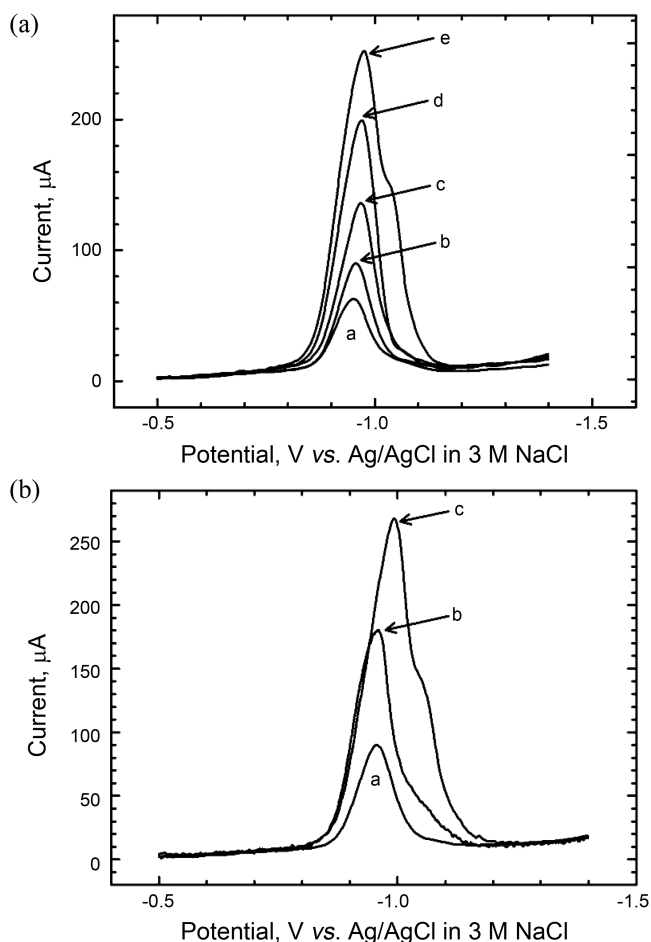 (a)
e
d
c
b
a
200
100
0
Current, μA
-0.5
-1.0
-1.5
Potential, V vs. Ag/AgCl in 3 M NaCl
(b)
c
b
a
250
200
150
100
50
0
Current, μA
-0.5
-1.0
-1.5
Potential, V vs. Ag/AgCl in 3 M NaCl